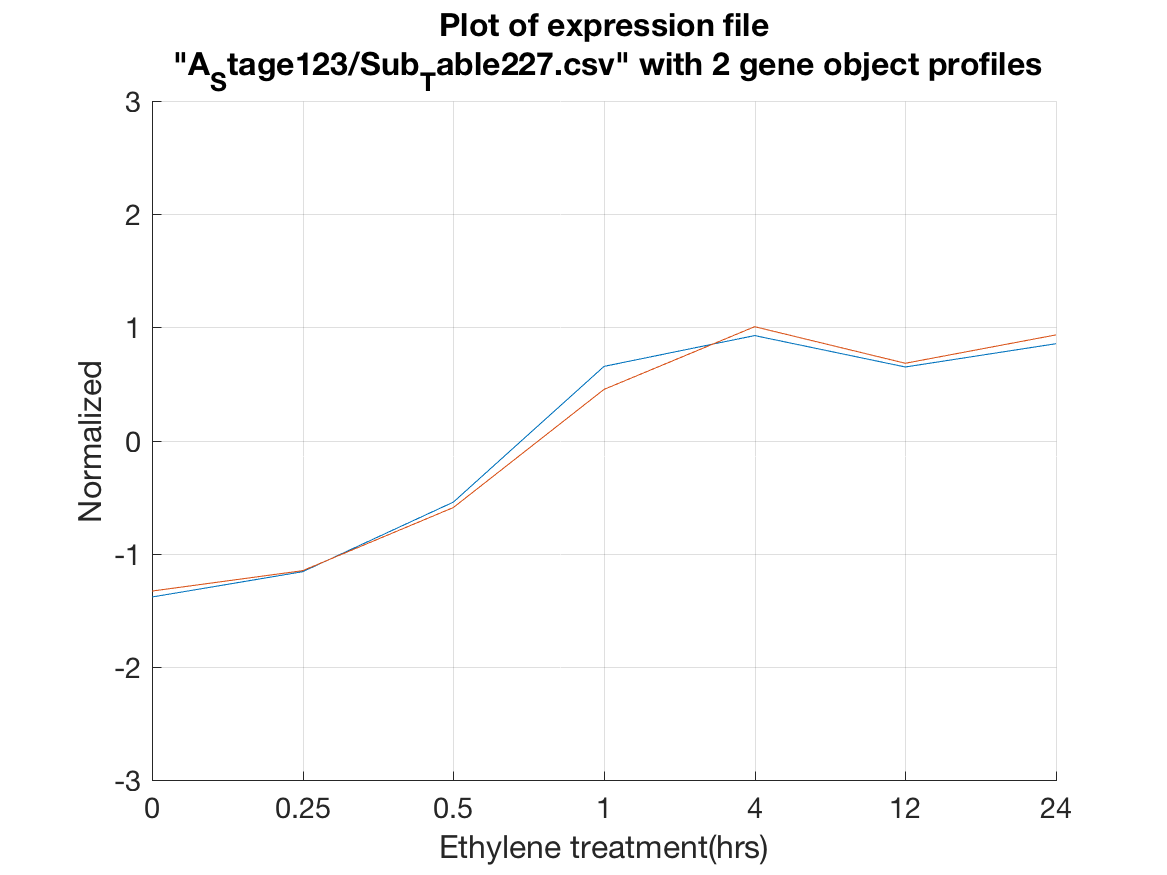 Plot of expression file
"A_Stage123/Sub_Table227.csv" with 2 gene object profiles
3
2
1
0
-1
-2
-3
Normalized
0 0.25 0.5 1 4 12 24
Ethylene treatment(hrs)